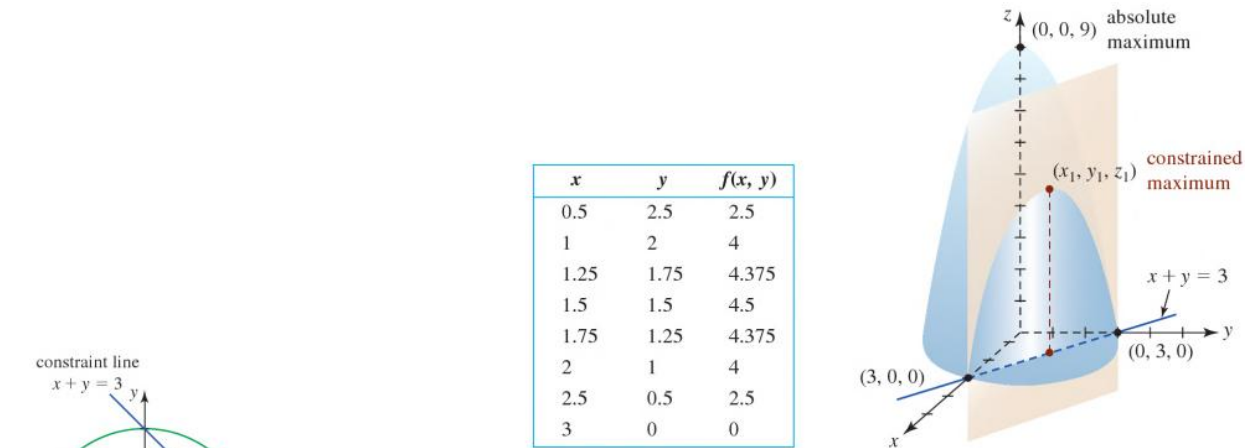 constraint line
x + y = 3
y
x y f(x, y)
0.5 2.5 2.5
1 2 4
1.25 1.75 4.375
1.5 1.5 4.5
1.75 1.25 4.375
2 1 4
2.5 0.5 2.5
3 0 0
z
(0, 0, 9)
absolute
maximum
(x₁, y₁, z₁)
constrained
maximum
x + y = 3
y
(0, 3, 0)
(3, 0, 0)
x